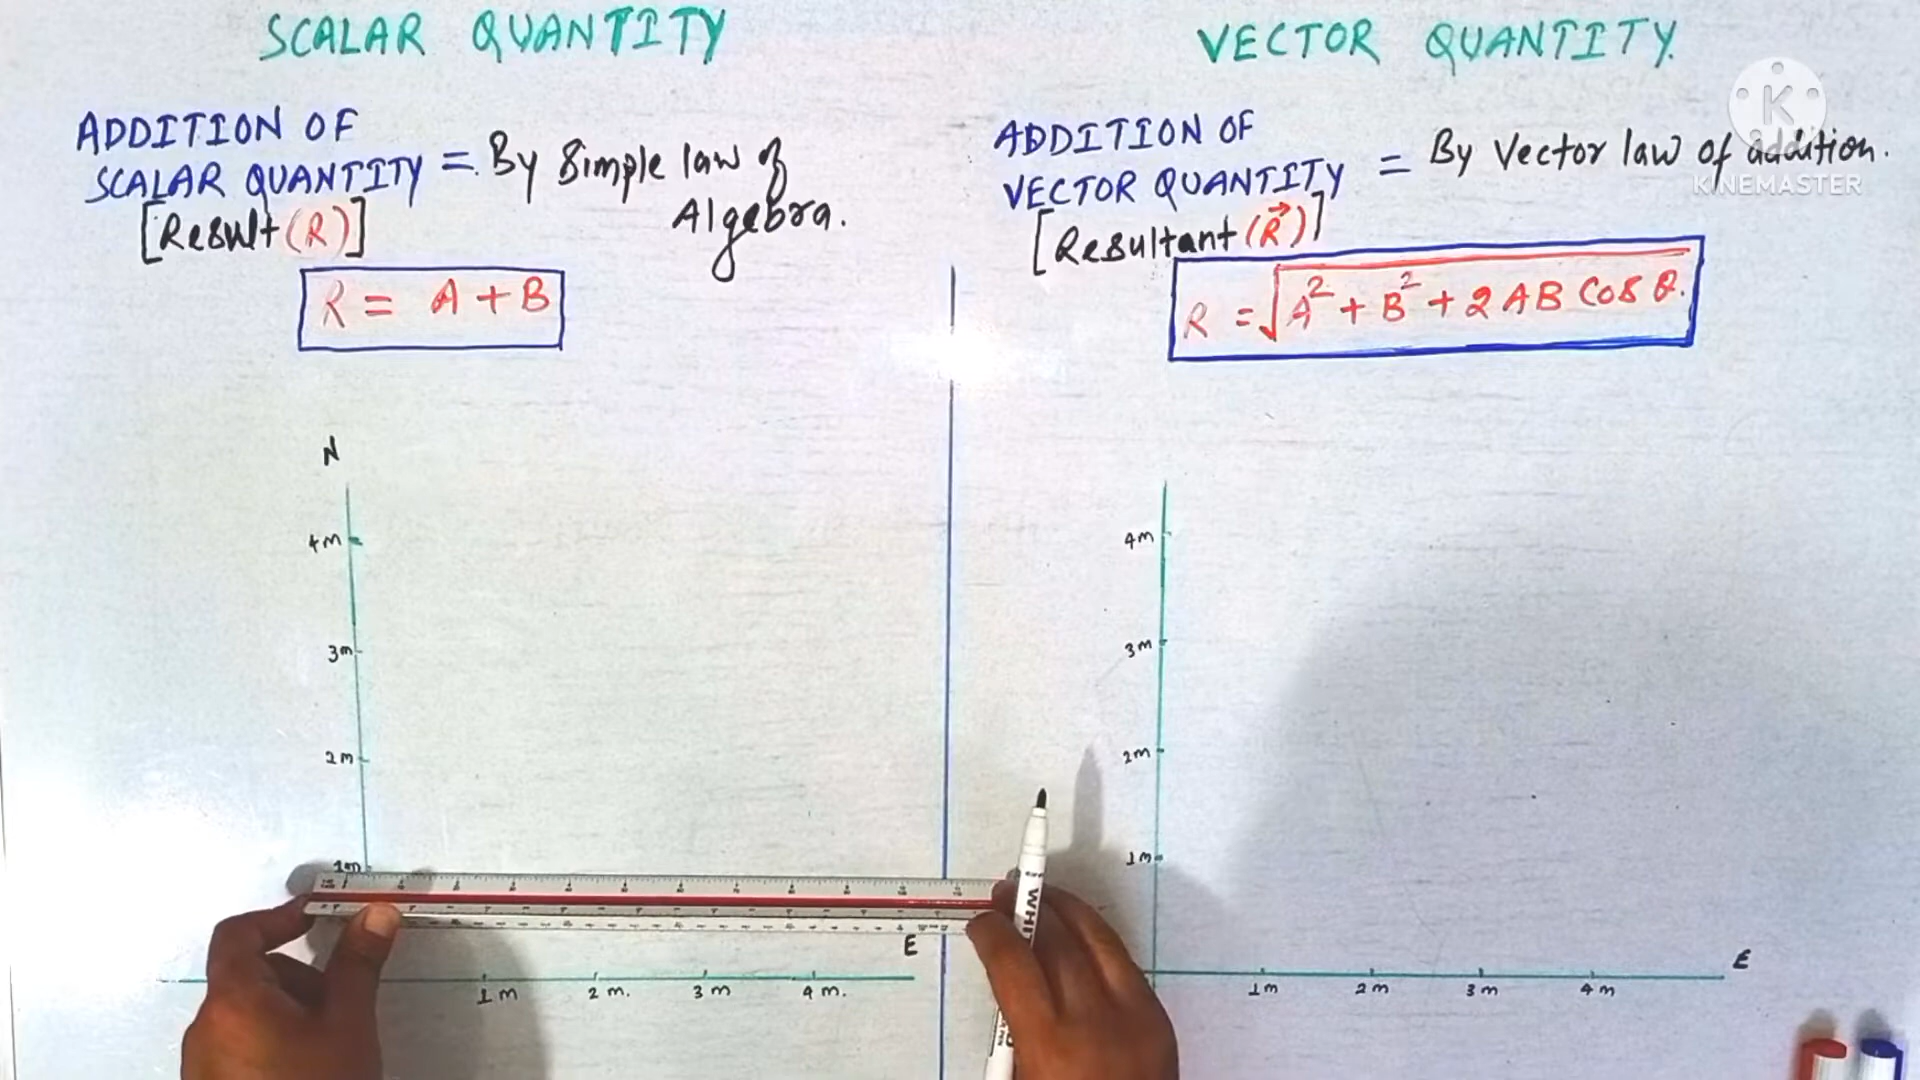 SCALAR QUANTITY
ADDITION OF
SCALAR QUANTITY = By Simple law of
Algebra.
[Result (R)]
R = A + B
N
4m
3m
2m
1m
E
1m 2m. 3m 4m.
VECTOR QUANTITY.
K
KINEMASTER
ADDITION OF
VECTOR QUANTITY = By Vector law of addition.
[Resultant (R⃗)]
R = √A² + B² + 2AB Cos θ.
4m
3m
2m
1m
E
1m 2m 3m 4m